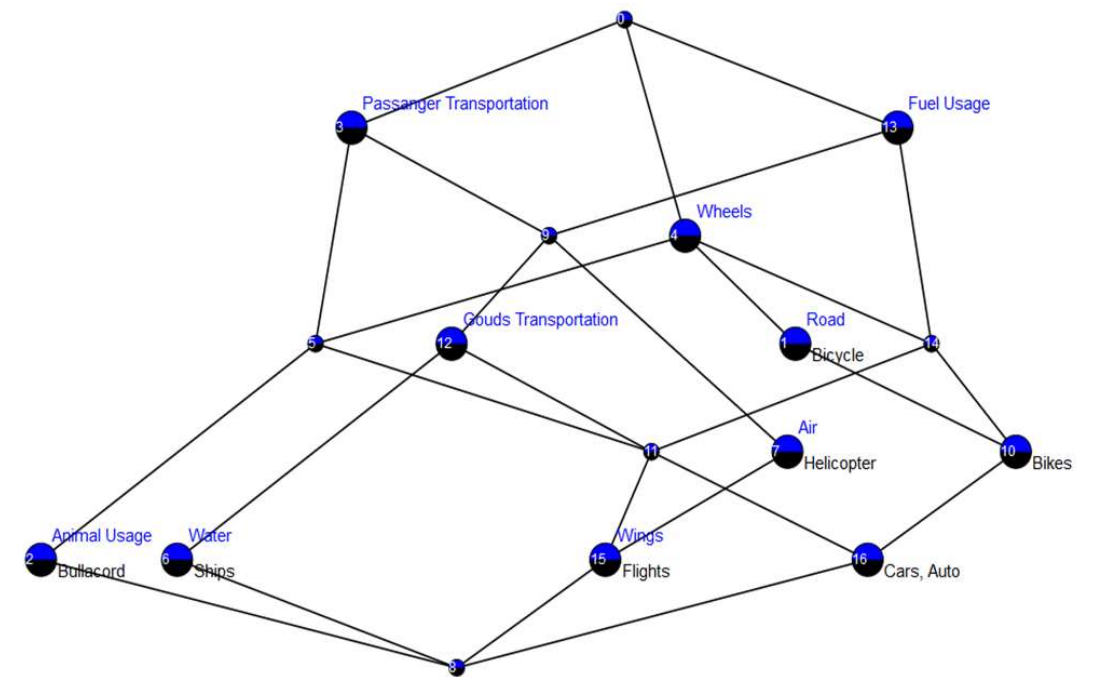 0
Passanger Transportation
Fuel Usage
3
13
Wheels
9
4
Gouds Transportation
Road
5
12
1
14
Bicycle
Air
11
7
10
Helicopter
Bikes
Animal Usage
Water
Wings
2
6
15
16
Bullacord
Ships
Flights
Cars, Auto
8